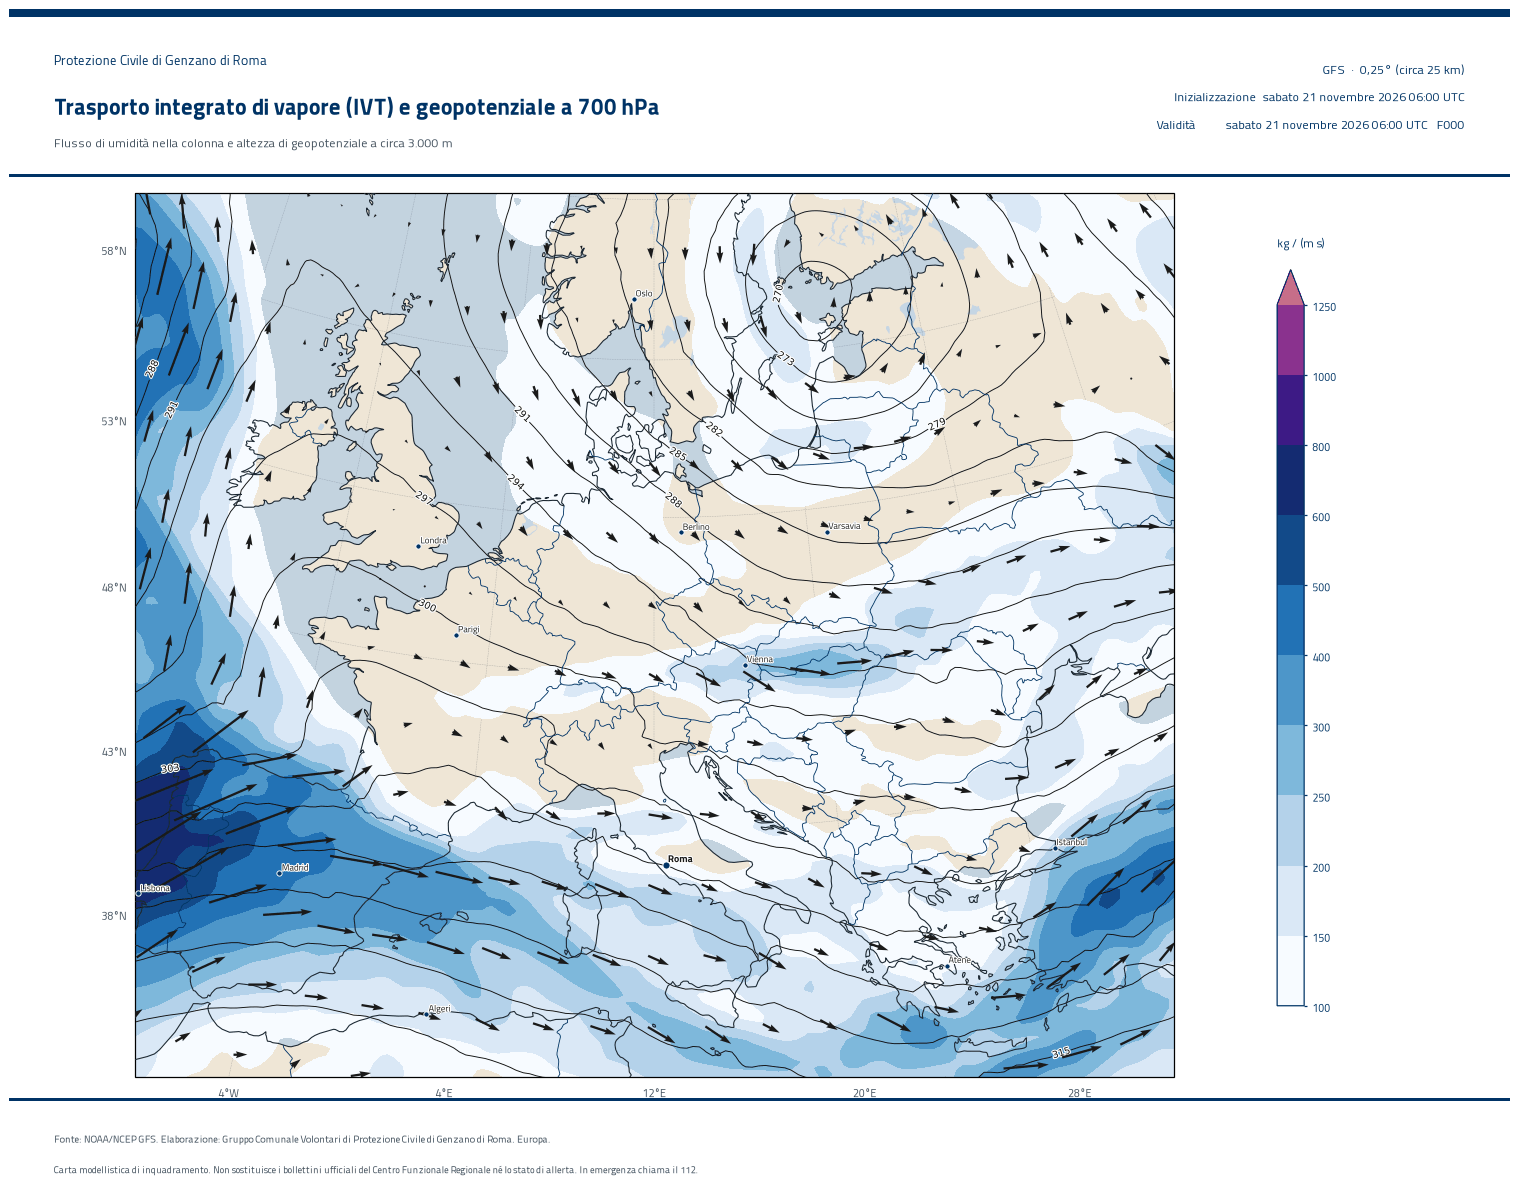 Protezione Civile di Genzano di Roma
Trasporto integrato di vapore (IVT) e geopotenziale a 700 hPa
Flusso di umidità nella colonna e altezza di geopotenziale a circa 3.000 m
GFS · 0,25° (circa 25 km)
Inizializzazione sabato 21 novembre 2026 06:00 UTC
Validità sabato 21 novembre 2026 06:00 UTC F000
kg / (m s)
1250
1000
800
600
500
400
300
250
200
150
100
58°N
53°N
48°N
43°N
38°N
4°W
4°E
12°E
20°E
28°E
Oslo
270
273
279
282
285
288
291
294
297
288
291
300
303
315
Londra
Berlino
Varsavia
Parigi
Vienna
Roma
Madrid
Lisbona
Istanbul
Atene
Algeri
Fonte: NOAA/NCEP GFS. Elaborazione: Gruppo Comunale Volontari di Protezione Civile di Genzano di Roma. Europa.
Carta modellistica di inquadramento. Non sostituisce i bollettini ufficiali del Centro Funzionale Regionale né lo stato di allerta. In emergenza chiama il 112.